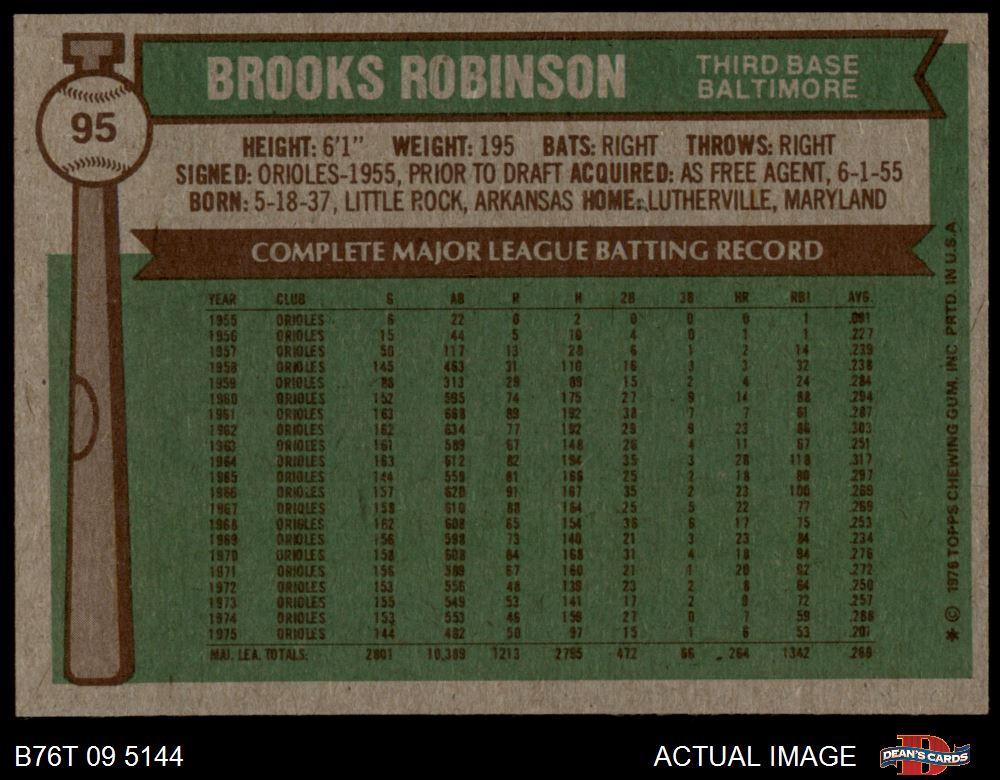 95
BROOKS ROBINSON
THIRD BASE
BALTIMORE
HEIGHT: 6'1" WEIGHT: 195 BATS: RIGHT THROWS: RIGHT
SIGNED: ORIOLES-1955, PRIOR TO DRAFT ACQUIRED: AS FREE AGENT, 6-1-55
BORN: 5-18-37, LITTLE ROCK, ARKANSAS HOME: LUTHERVILLE, MARYLAND
COMPLETE MAJOR LEAGUE BATTING RECORD
YEAR CLUB G AB R H 2B 3B HR RBI AVG.
1955 ORIOLES 6 22 0 2 0 0 0 1 .091
1956 ORIOLES 15 44 5 10 4 0 1 1 .227
1957 ORIOLES 50 117 13 28 6 1 2 14 .239
1958 ORIOLES 145 463 31 110 16 3 3 32 .238
1959 ORIOLES 88 313 29 89 15 2 4 24 .284
1960 ORIOLES 152 595 74 175 27 9 14 88 .294
1961 ORIOLES 163 668 89 192 38 7 7 61 .287
1962 ORIOLES 162 634 77 192 29 9 23 86 .303
1963 ORIOLES 161 589 67 148 26 4 11 67 .251
1964 ORIOLES 163 612 82 194 35 3 28 118 .317
1965 ORIOLES 144 559 81 166 25 2 18 80 .297
1966 ORIOLES 157 620 91 167 35 2 23 100 .269
1967 ORIOLES 158 610 88 164 25 5 22 77 .269
1968 ORIOLES 162 608 65 154 36 6 17 75 .253
1969 ORIOLES 156 598 73 140 21 3 23 84 .234
1970 ORIOLES 158 608 84 168 31 4 18 94 .276
1971 ORIOLES 156 589 67 160 21 1 20 92 .272
1972 ORIOLES 153 556 48 139 23 2 8 64 .250
1973 ORIOLES 155 549 53 141 17 2 9 72 .257
1974 ORIOLES 153 553 46 159 27 0 7 59 .288
1975 ORIOLES 144 482 50 97 15 1 6 53 .201
MAJ. LEA. TOTALS: 2801 10,389 1213 2795 472 66 264 1342 .269
* © 1976 TOPPS CHEWING GUM, INC. PRTD. IN U.S.A.
B76T 09 5144
ACTUAL IMAGE
DEAN'S CARDS